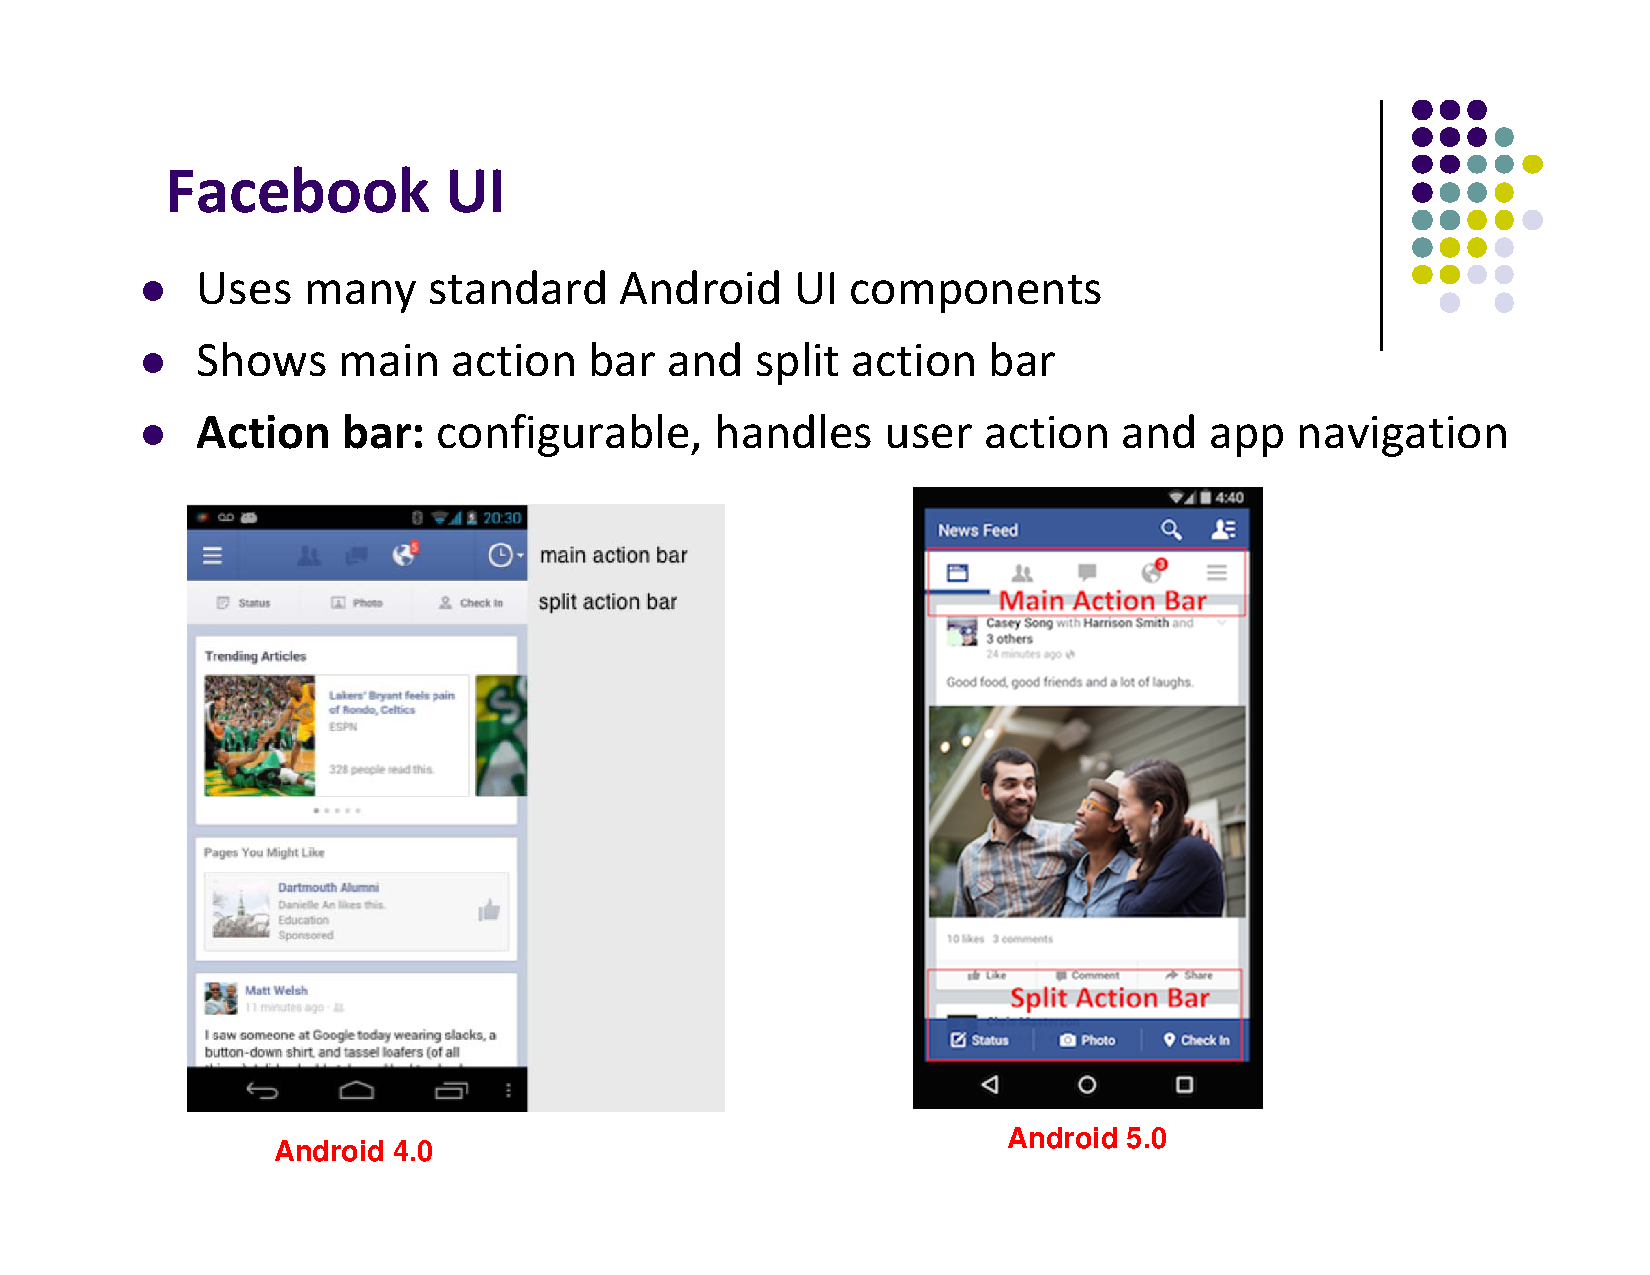 Facebook UI
Uses many standard Android UI components
Shows main action bar and split action bar
Action bar: configurable, handles user action and app navigation
20:30
5
main action bar
Status Photo Check In
split action bar
Trending Articles
Lakers' Bryant feels pain
of Rondo, Celtics
ESPN
328 people read this.
Pages You Might Like
Dartmouth Alumni
Danielle An likes this.
Education
Sponsored
Matt Welsh
11 minutes ago
I saw someone at Google today wearing slacks, a
button-down shirt, and tassel loafers (of all
Android 4.0
4:40
News Feed
3
Main Action Bar
Casey Song with Harrison Smith and
3 others
24 minutes ago
Good food, good friends and a lot of laughs.
10 likes 3 comments
Like Comment Share
Split Action Bar
Status Photo Check In
Android 5.0